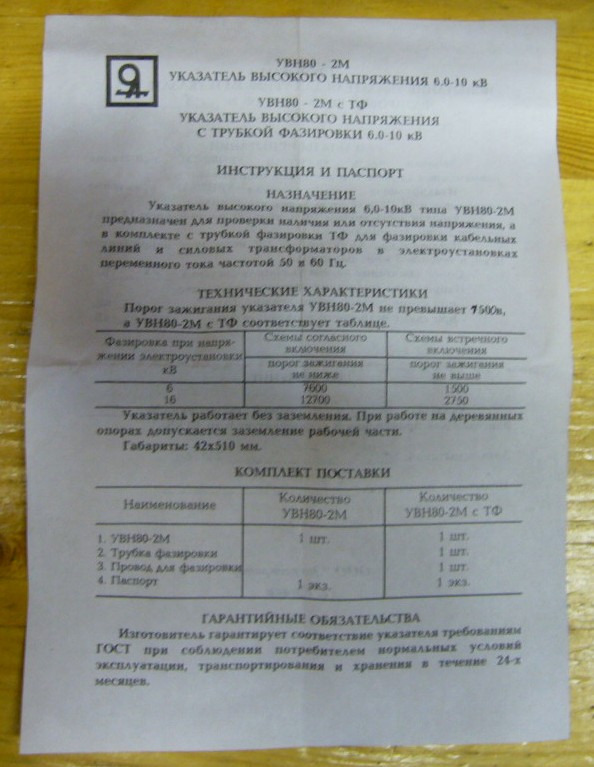 УВН80 - 2М
УКАЗАТЕЛЬ ВЫСОКОГО НАПРЯЖЕНИЯ 6.0-10 кВ
УВН80 - 2М с ТФ
УКАЗАТЕЛЬ ВЫСОКОГО НАПРЯЖЕНИЯ
С ТРУБКОЙ ФАЗИРОВКИ 6.0-10 кВ
ИНСТРУКЦИЯ И ПАСПОРТ
НАЗНАЧЕНИЕ
Указатель высокого напряжения 6,0-10кВ типа УВН80-2М
предназначен для проверки наличия или отсутствия напряжения, а
в комплекте с трубкой фазировки ТФ для фазировки кабельных
линий и силовых трансформаторов в электроустановках
переменного тока частотой 50 и 60 Гц.
ТЕХНИЧЕСКИЕ ХАРАКТЕРИСТИКИ
Порог зажигания указателя УВН80-2М не превышает 1500в,
а УВН80-2М с ТФ соответствует таблице.
Фазировка при напря-
жении электроустановки
кВ
Схемы согласного
включения
Схемы встречного
включения
порог зажигания
не ниже
порог зажигания
не выше
6 7600 1500
16 12700 2750
Указатель работает без заземления. При работе на деревянных
опорах допускается заземление рабочей части.
Габариты: 42х510 мм.
КОМПЛЕКТ ПОСТАВКИ
Наименование
Количество
УВН80-2М
Количество
УВН80-2М с ТФ
1. УВН80-2М 1 шт. 1 шт.
2. Трубка фазировки 1 шт.
3. Провод для фазировки 1 шт.
4. Паспорт 1 экз. 1 экз.
ГАРАНТИЙНЫЕ ОБЯЗАТЕЛЬСТВА
Изготовитель гарантирует соответствие указателя требованиям
ГОСТ при соблюдении потребителем нормальных условий
эксплуатации, транспортирования и хранения в течение 24-х
месяцев.